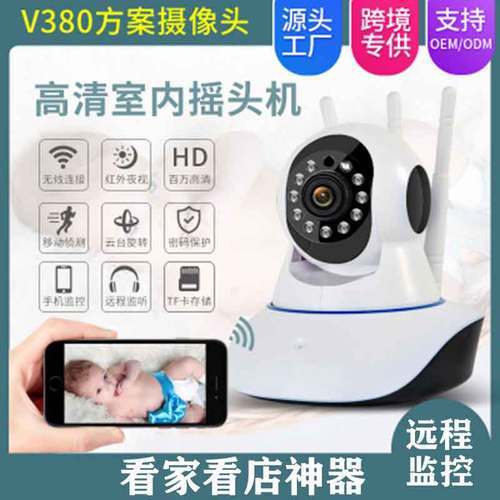 V380方案摄像头
源头
工厂
跨境
专供
支持
OEM/ODM
高清室内摇头机
无线连接
红外夜视
HD
百万高清
移动侦测
云台旋转
密码保护
手机监控
远程监听
TF卡存储
看家看店神器
远程
监控